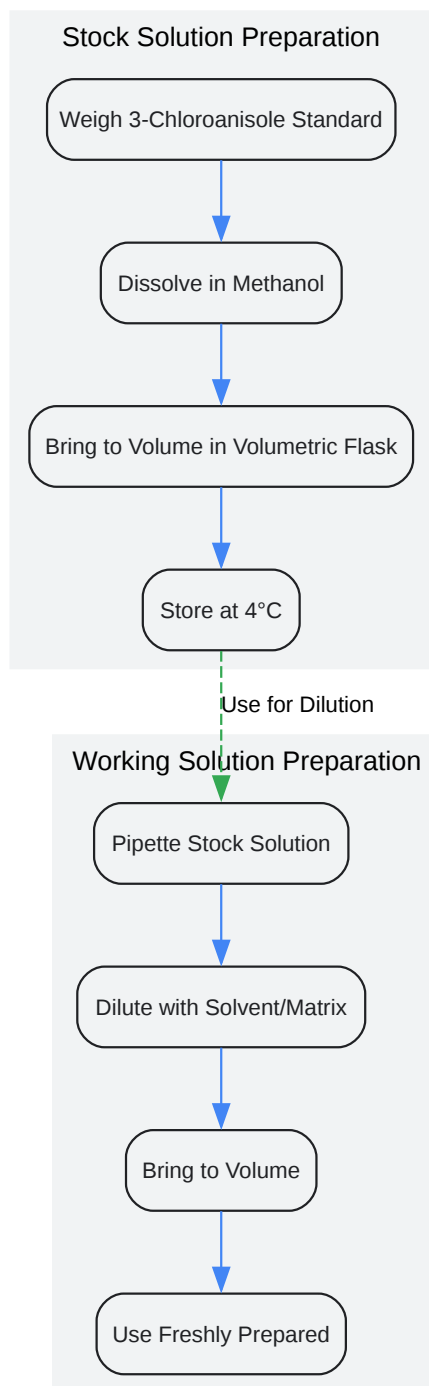 Stock Solution Preparation
Weigh 3-Chloroanisole Standard
Dissolve in Methanol
Bring to Volume in Volumetric Flask
Store at 4°C
Use for Dilution
Working Solution Preparation
Pipette Stock Solution
Dilute with Solvent/Matrix
Bring to Volume
Use Freshly Prepared